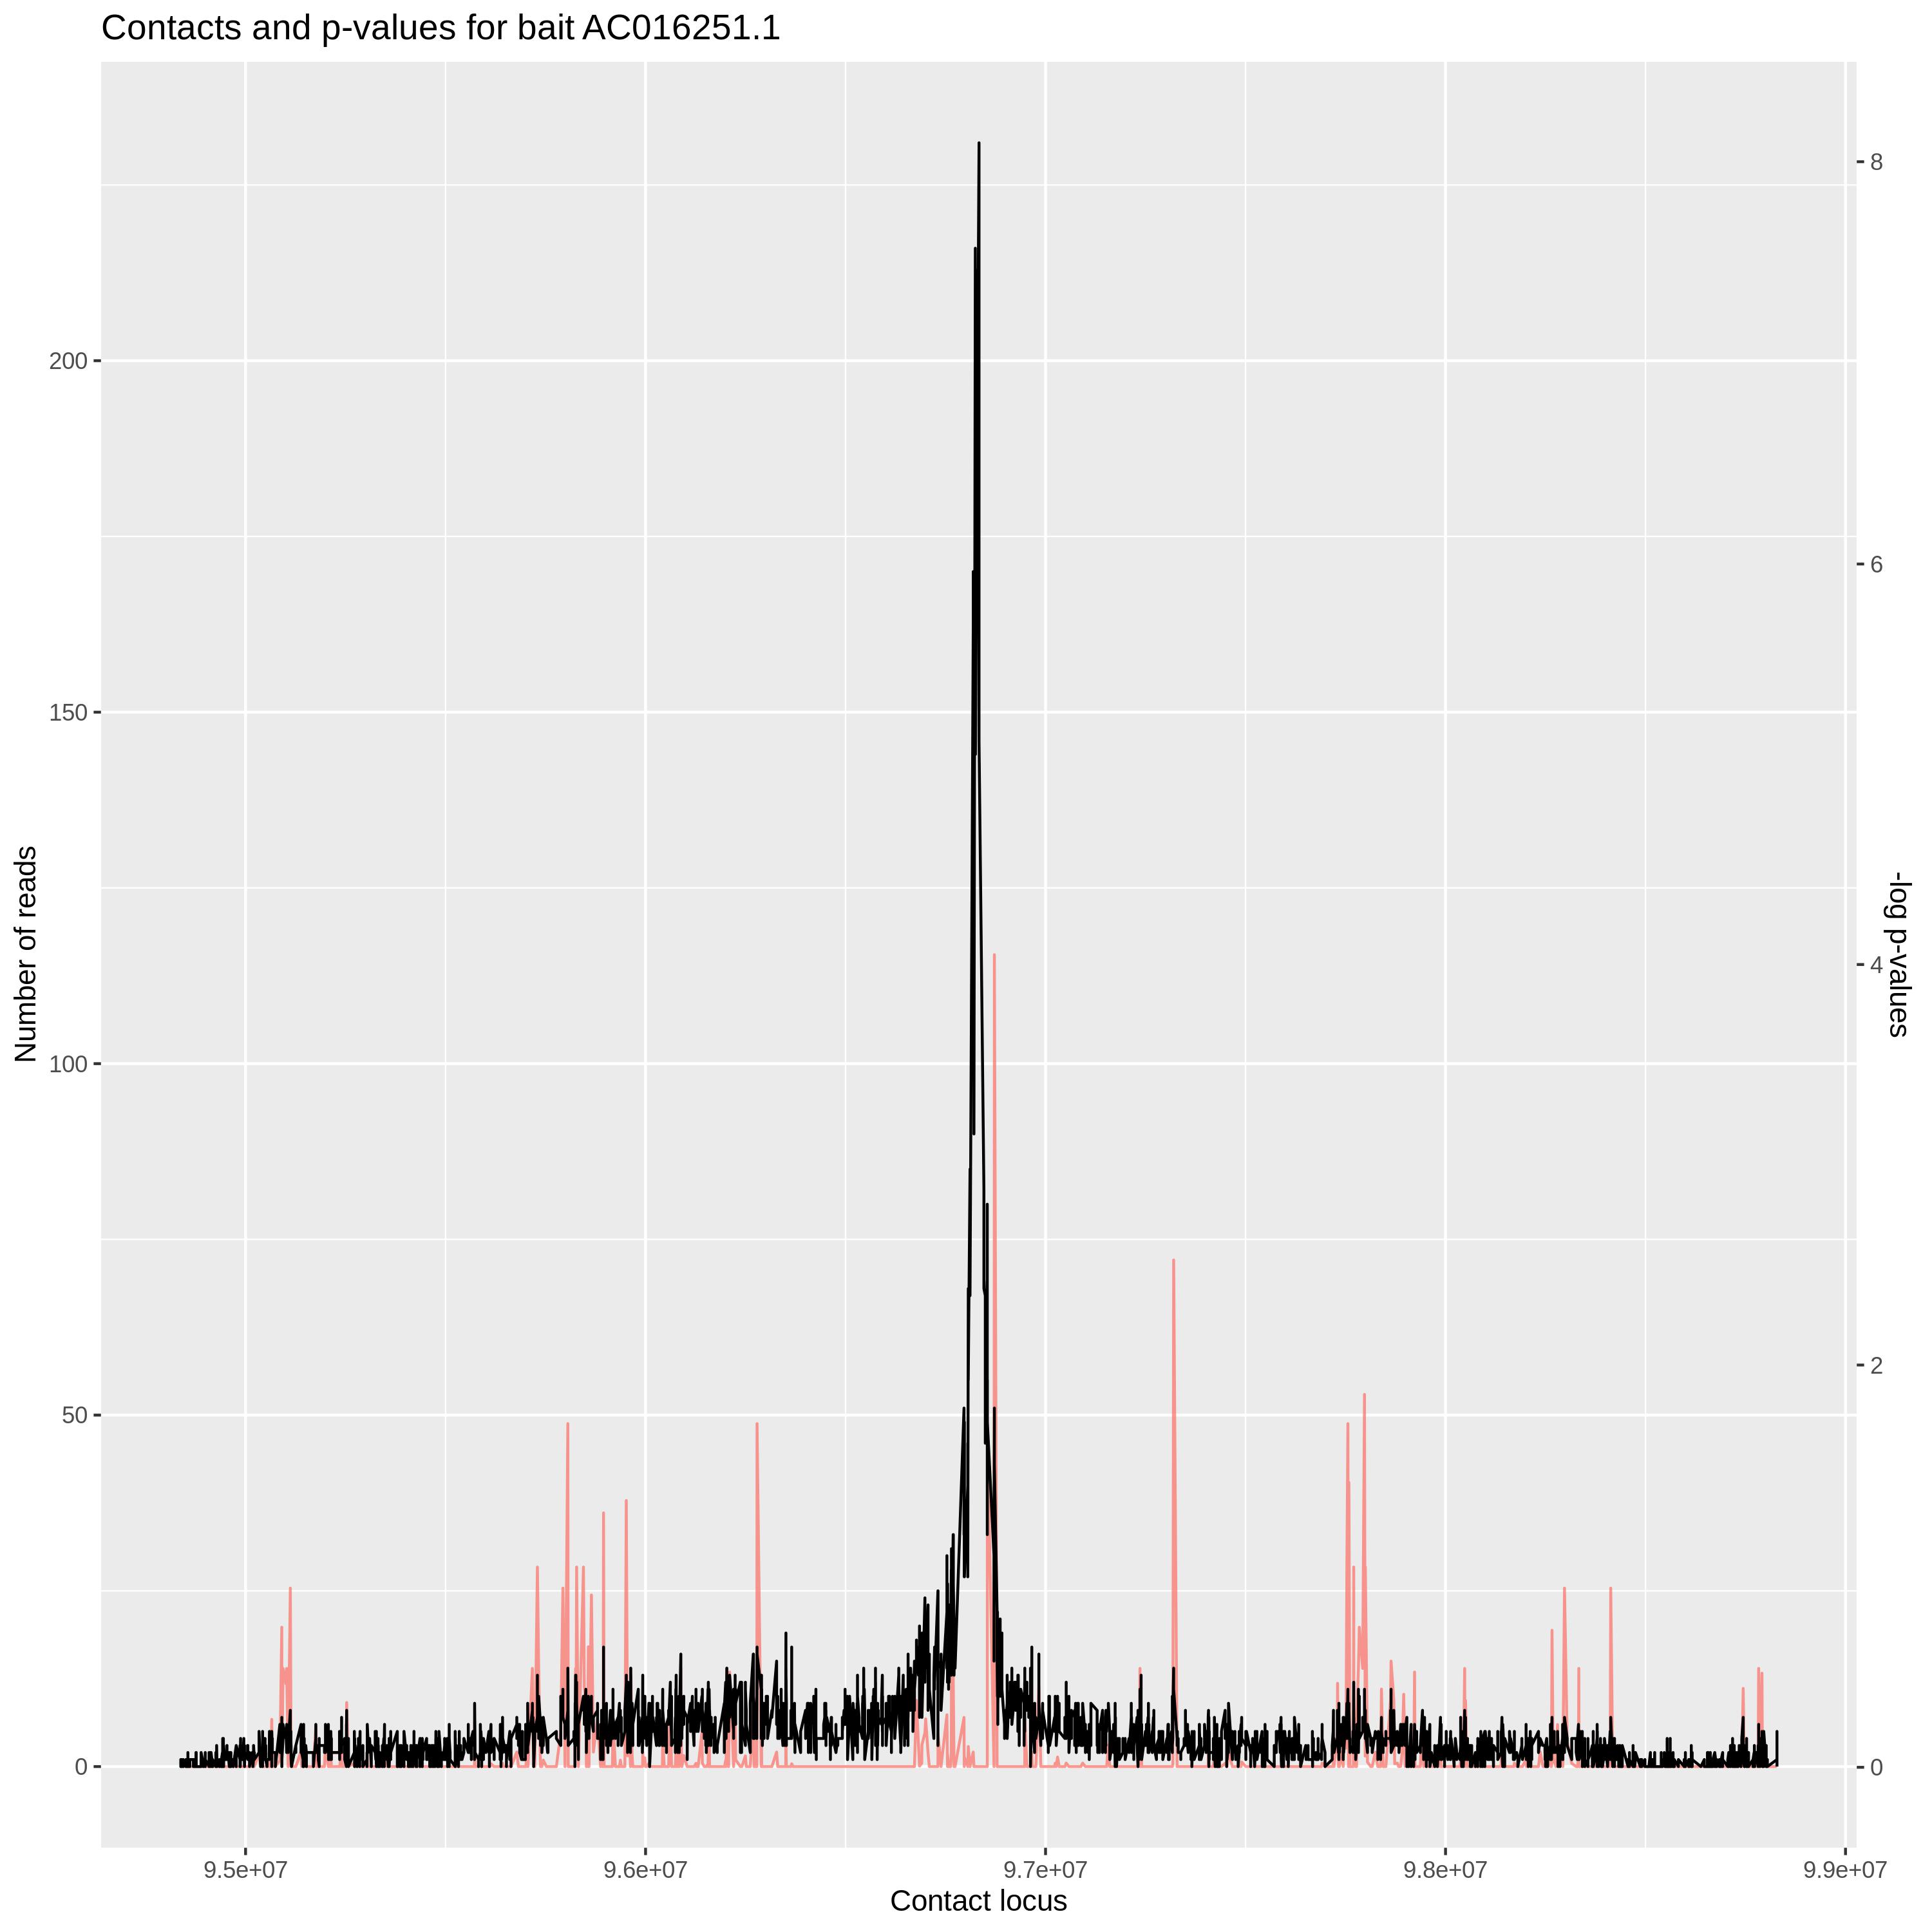 Contacts and p-values for bait AC016251.1
Number of reads
200
150
100
50
0
8
6
4
2
0
-log p-values
9.5e+07 9.6e+07 9.7e+07 9.8e+07 9.9e+07
Contact locus